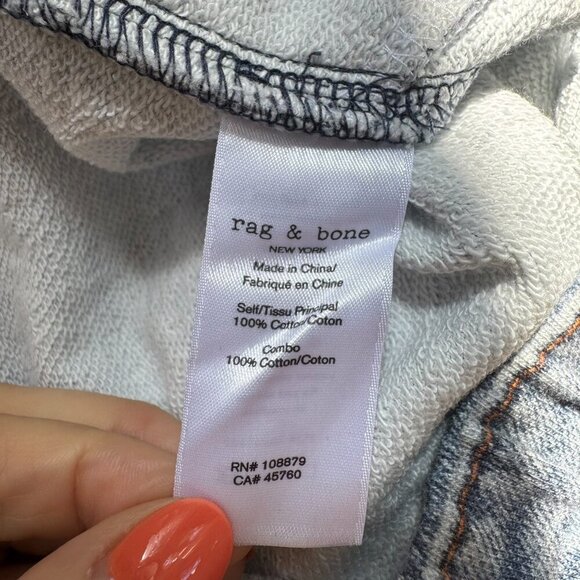 rag & bone
NEW YORK
Made in China/
Fabriqué en Chine
Self/Tissu Principal
100% Cotton/Coton
Combo
100% Cotton/Coton
RN# 108879
CA# 45760